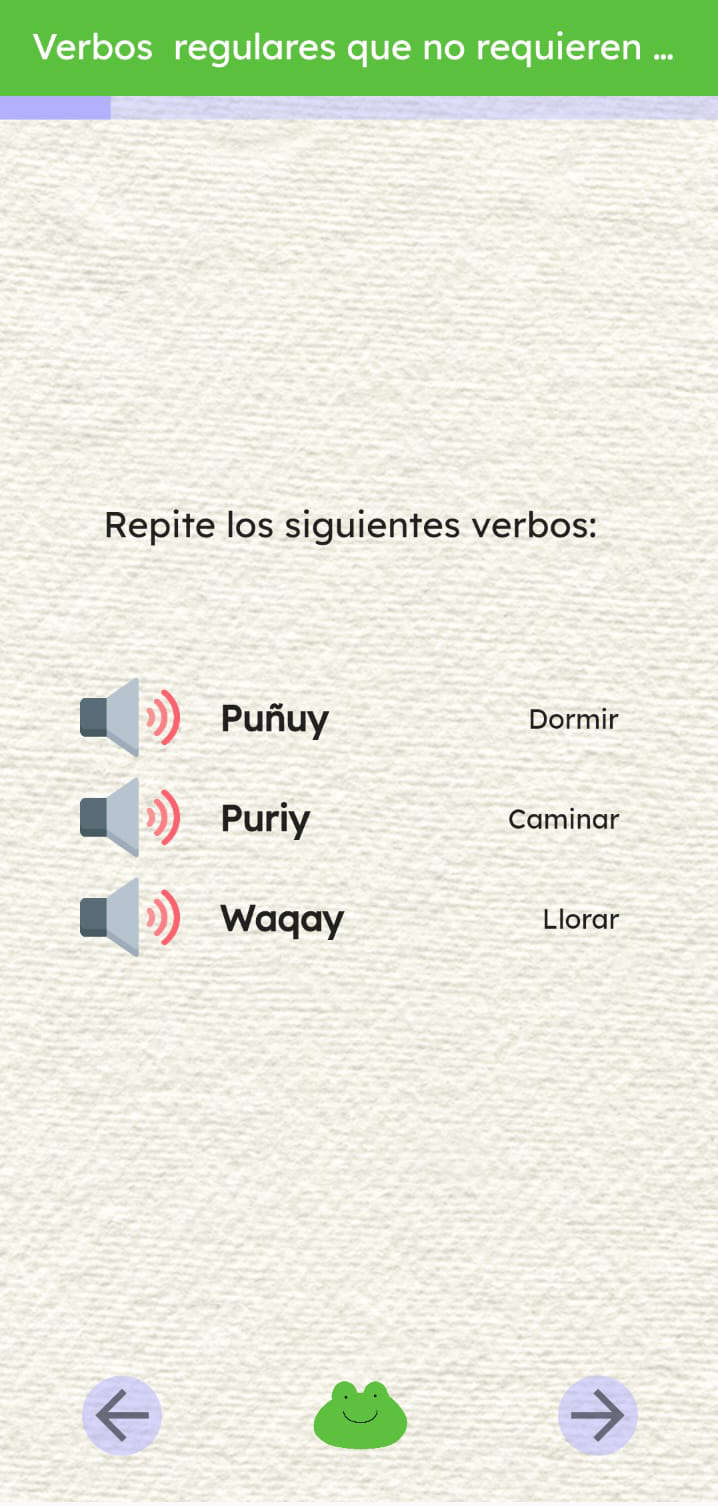 Verbos  regulares que no requieren ...
Repite los siguientes verbos:
Puñuy Dormir
Puriy Caminar
Waqay Llorar